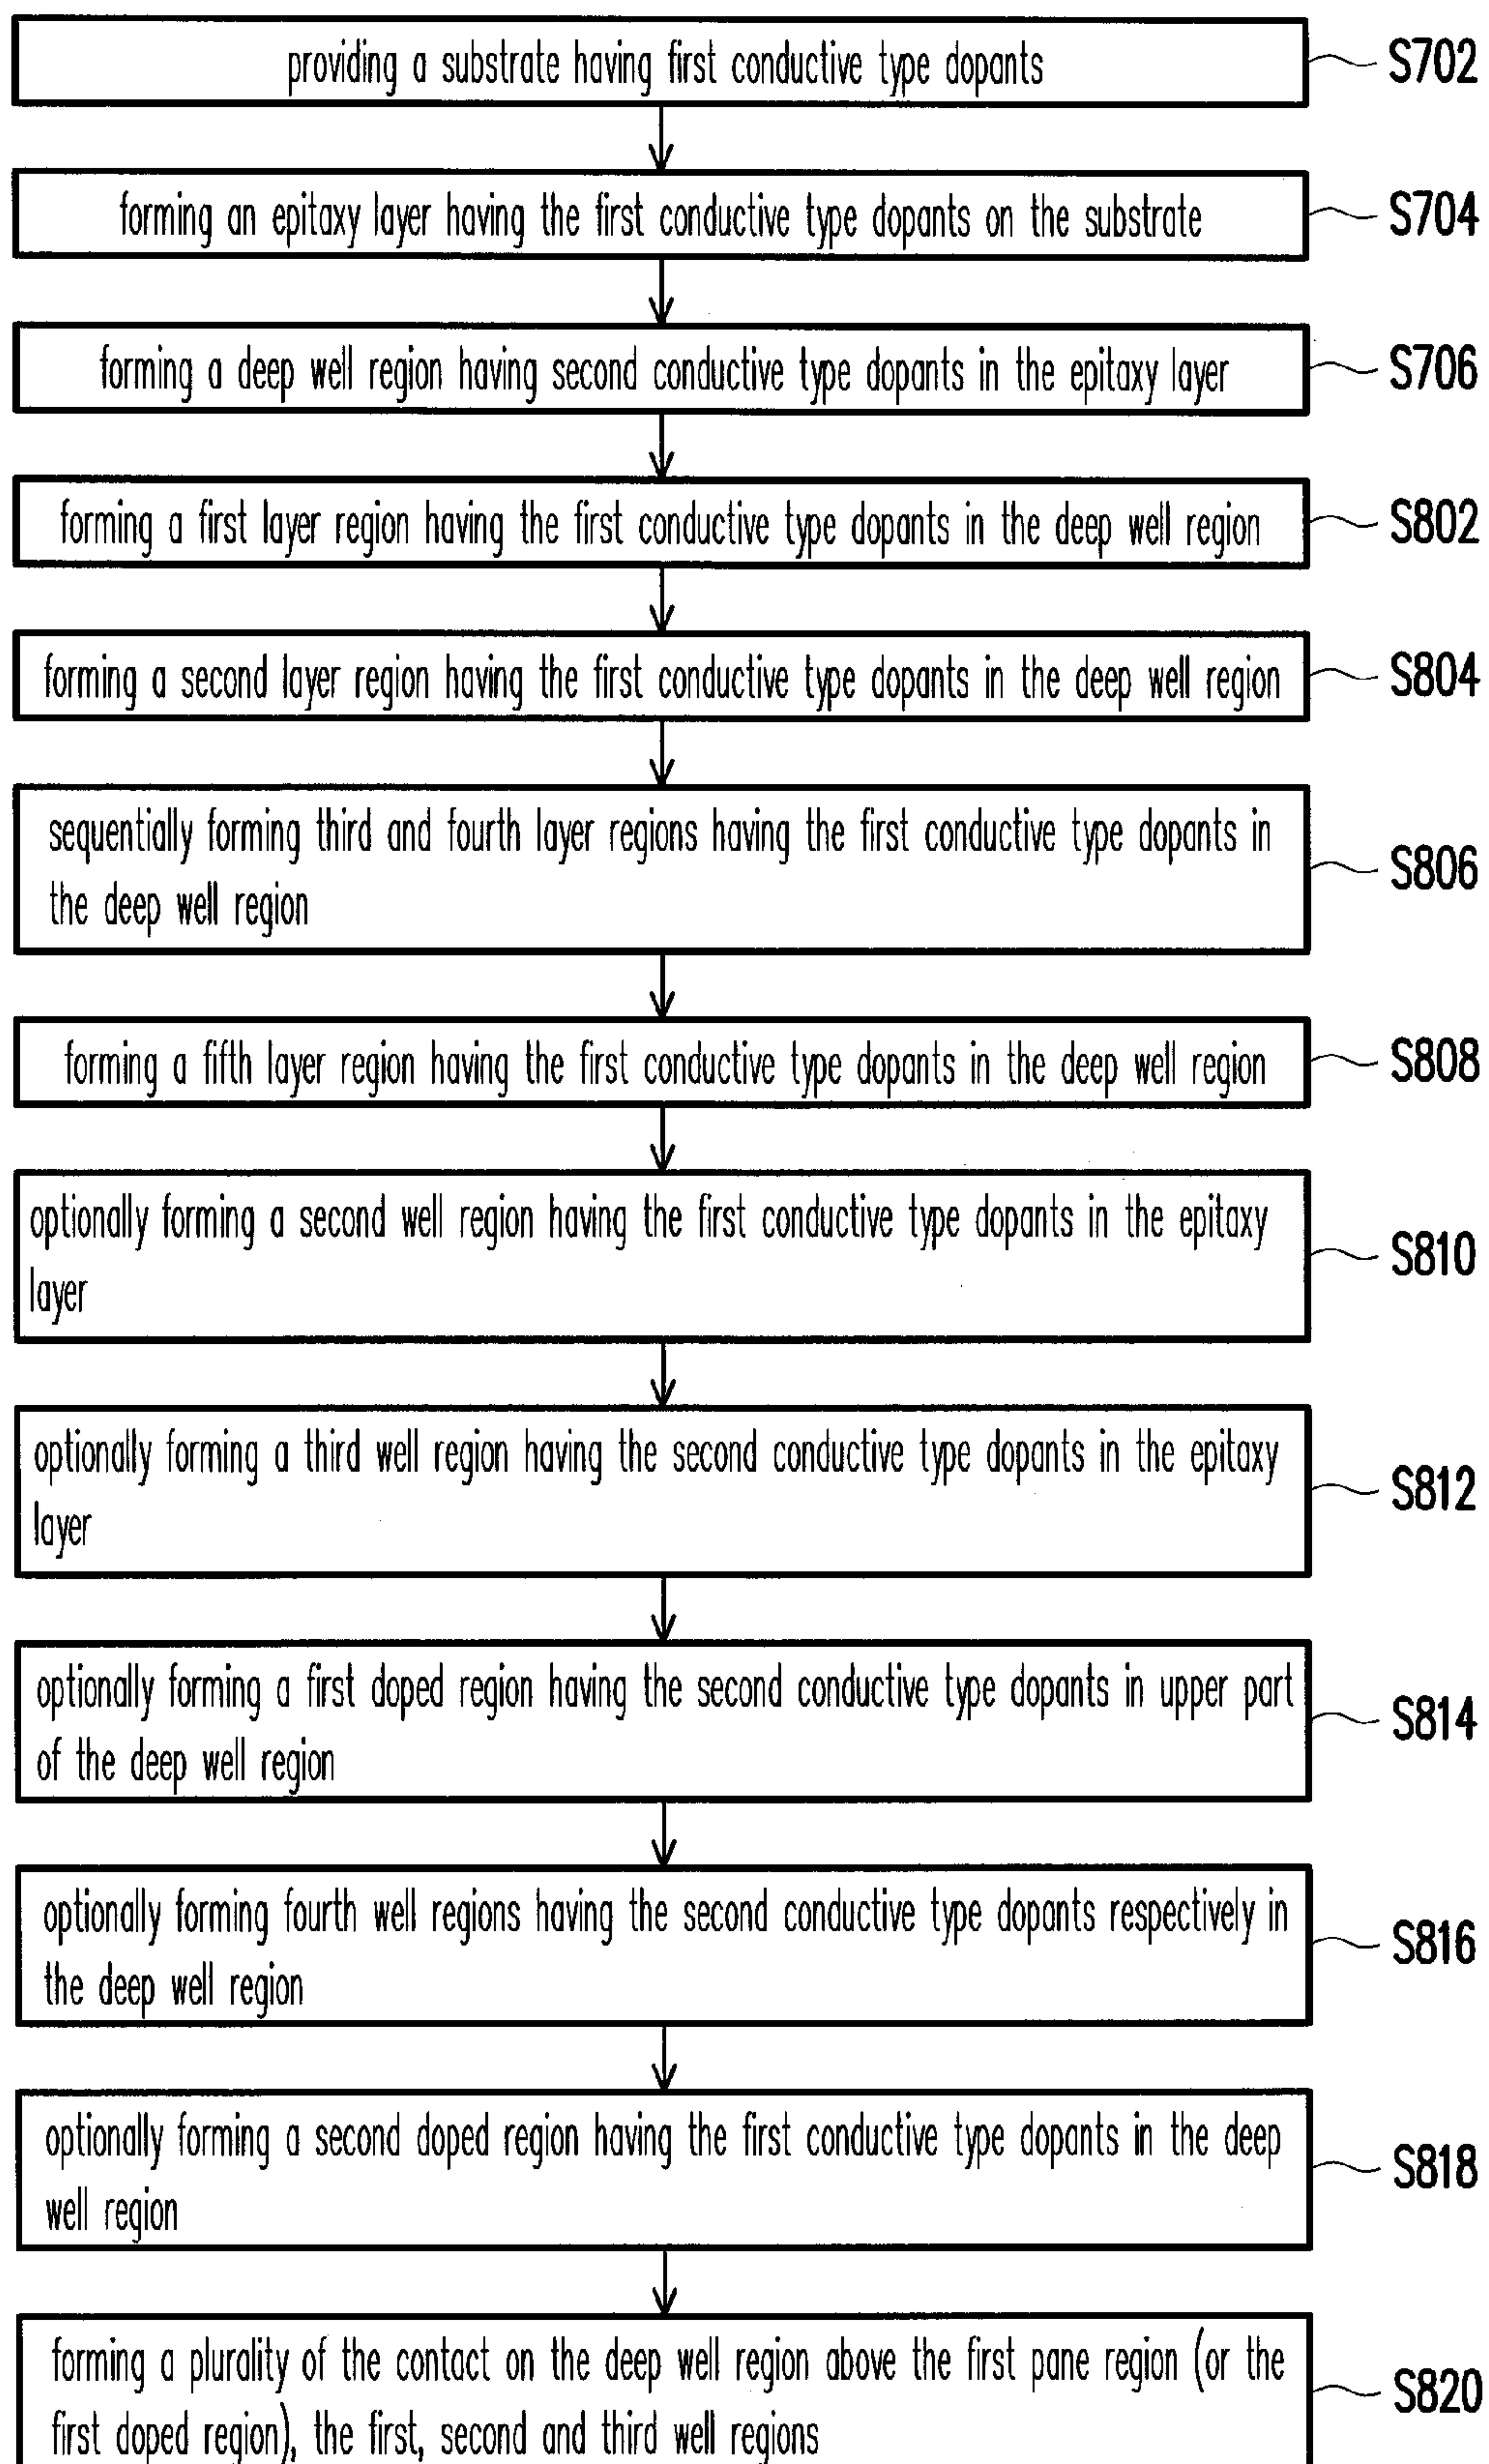 providing a substrate having first conductive type dopants
S702
forming an epitaxy layer having the first conductive type dopants on the substrate
S704
forming a deep well region having second conductive type dopants in the epitaxy layer
S706
forming a first layer region having the first conductive type dopants in the deep well region
S802
forming a second layer region having the first conductive type dopants in the deep well region
S804
sequentially forming third and fourth layer regions having the first conductive type dopants in
the deep well region
S806
forming a fifth layer region having the first conductive type dopants in the deep well region
S808
optionally forming a second well region having the first conductive type dopants in the epitaxy
layer
S810
optionally forming a third well region having the second conductive type dopants in the epitaxy
layer
S812
optionally forming a first doped region having the second conductive type dopants in upper part
of the deep well region
S814
optionally forming fourth well regions having the second conductive type dopants respectively in
the deep well region
S816
optionally forming a second doped region having the first conductive type dopants in the deep
well region
S818
forming a plurality of the contact on the deep well region above the first pane region (or the
first doped region), the first, second and third well regions
S820